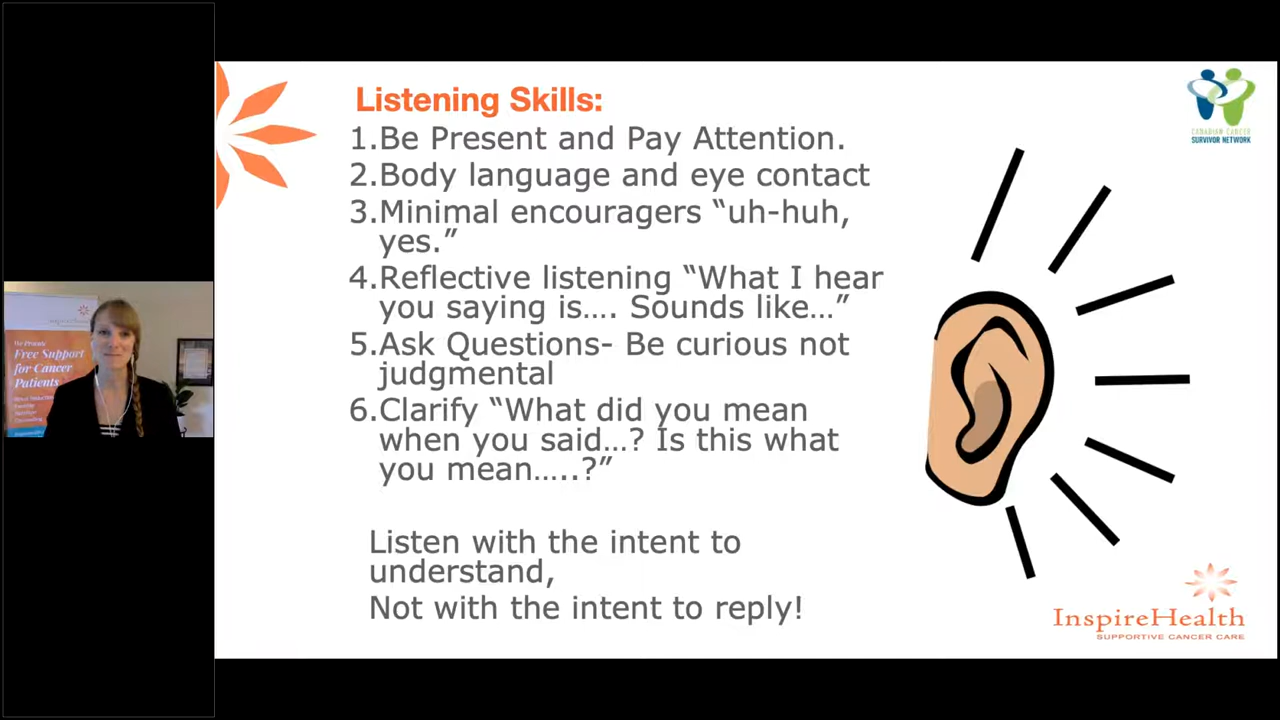 Listening Skills:
1.Be Present and Pay Attention.
2.Body language and eye contact
3.Minimal encouragers “uh-huh,
yes.”
4.Reflective listening “What I hear
you saying is…. Sounds like…”
5.Ask Questions- Be curious not
judgmental
6.Clarify “What did you mean
when you said…? Is this what
you mean…..?”
Listen with the intent to
understand,
Not with the intent to reply!
CANADIAN CANCER
SURVIVOR NETWORK
InspireHealth
SUPPORTIVE CANCER CARE
InspireHealth
We Provide
Free Support
for Cancer
Patients